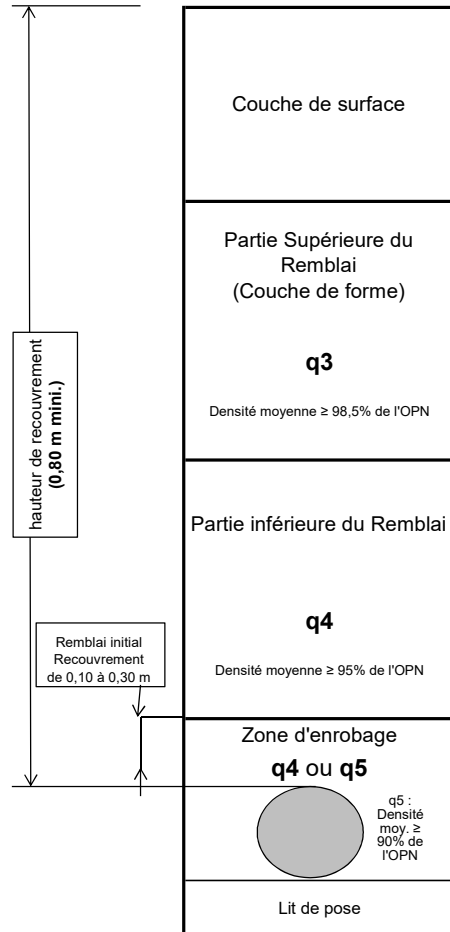 Couche de surface
Partie Supérieure du
Remblai
(Couche de forme)
q3
Densité moyenne ≥ 98,5% de l'OPN
hauteur de recouvrement
(0,80 m mini.)
Partie inférieure du Remblai
q4
Densité moyenne ≥ 95% de l'OPN
Remblai initial
Recouvrement
de 0,10 à 0,30 m
Zone d'enrobage
q4 ou q5
q5 :
Densité
moy. ≥
90% de
l'OPN
Lit de pose